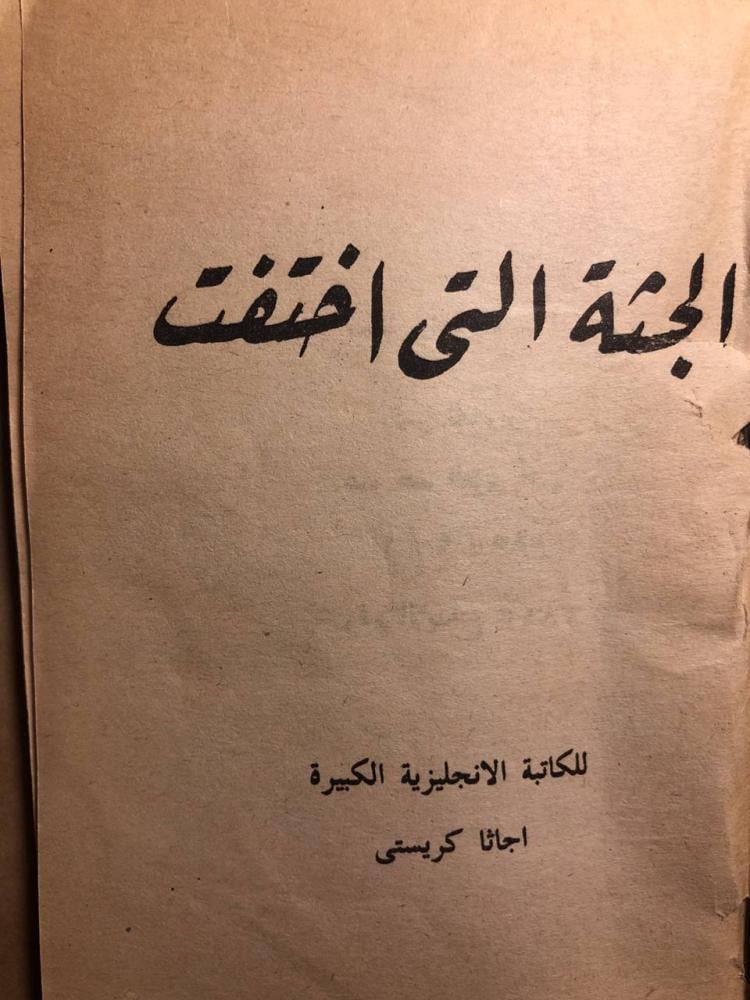 الجثة التى اختفت
للكاتبة الانجليزية الكبيرة
اجاثا كريستى